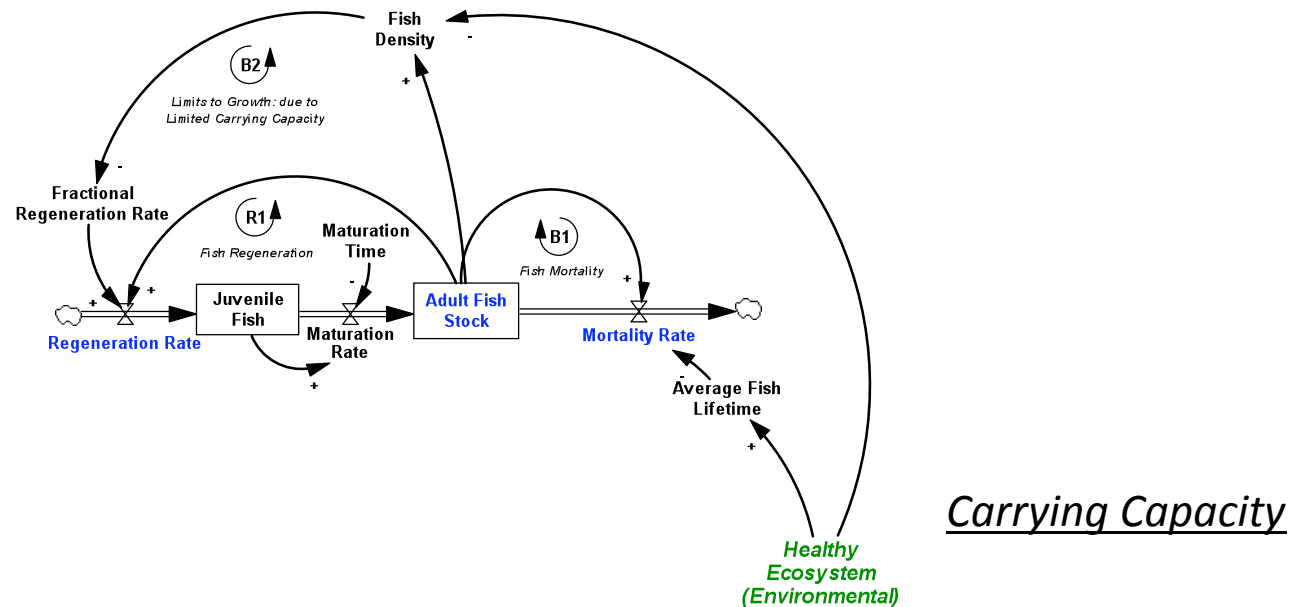 Fish
Density
-
+
B2
Limits to Growth: due to
Limited Carrying Capacity
-
Fractional
Regeneration Rate
R1
Fish Regeneration
Maturation
Time
B1
Fish Mortality
-
+
+
+
Juvenile
Fish
Adult Fish
Stock
Regeneration Rate
Maturation
Rate
Mortality Rate
+
-
Average Fish
Lifetime
+
Carrying Capacity
Healthy
Ecosystem
(Environmental)